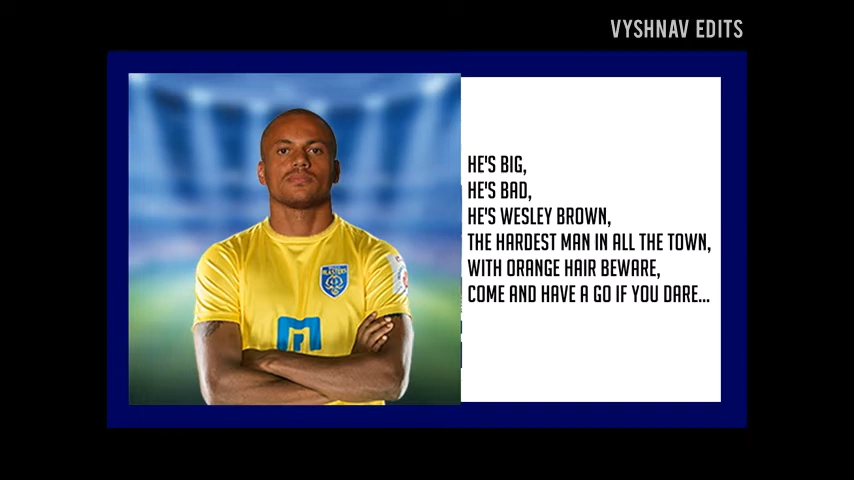 VYSHNAV EDITS
HE'S BIG,
HE'S BAD,
HE'S WESLEY BROWN,
THE HARDEST MAN IN ALL THE TOWN,
WITH ORANGE HAIR BEWARE,
COME AND HAVE A GO IF YOU DARE...
BLASTERS